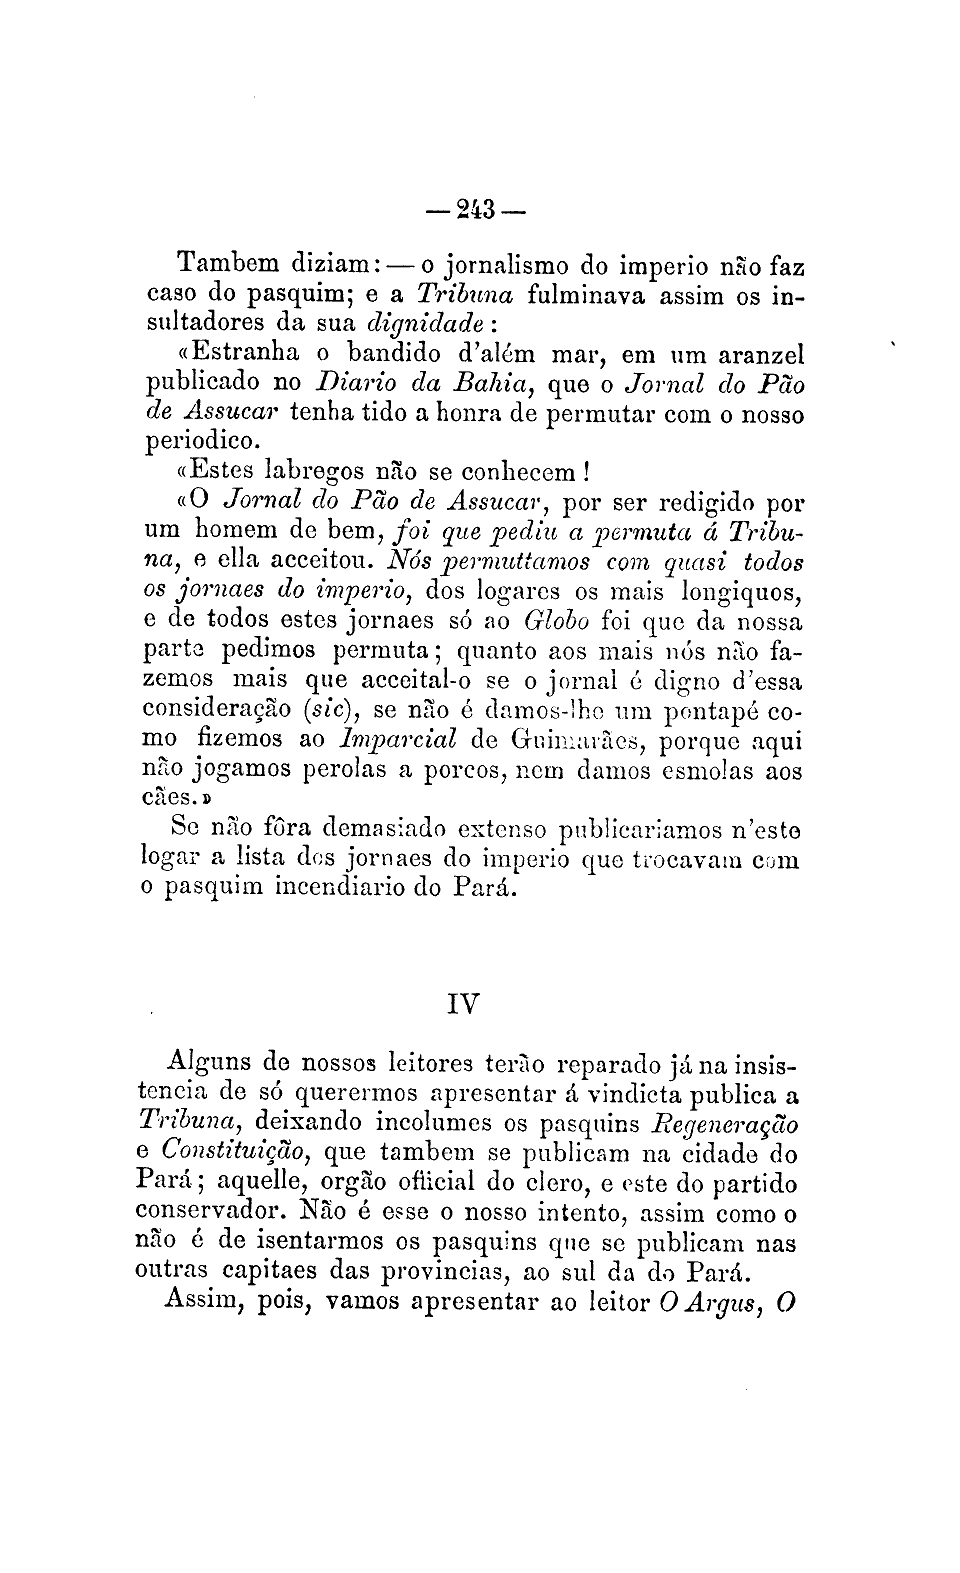 — 243 —
Tambem diziam: — o jornalismo do imperio não faz
caso do pasquim; e a Tribuna fulminava assim os in-
sultadores da sua dignidade :
«Estranha o bandido d'além mar, em um aranzel
publicado no Diario da Bahia, que o Jornal do Pão
de Assucar tenha tido a honra de permutar com o nosso
periodico.
«Estes labregos não se conhecem !
«O Jornal do Pão de Assucar, por ser redigido por
um homem de bem, foi que pediu a permuta á Tribu-
na, e ella acceitou. Nós permuttamos com quasi todos
os jornaes do imperio, dos logares os mais longiquos,
e de todos estes jornaes só ao Globo foi que da nossa
parte pedimos permuta; quanto aos mais nós não fa-
zemos mais que acceital-o se o jornal é digno d'essa
consideração (sic), se não é damos-lhe um pontapé co-
mo fizemos ao Imparcial de Guimarães, porque aqui
não jogamos perolas a porcos, nem damos esmolas aos
cães.»
Se não fôra demasiado extenso publicariamos n'este
logar a lista dos jornaes do imperio que trocavam com
o pasquim incendiario do Pará.
IV
Alguns de nossos leitores terão reparado já na insis-
tencia de só querermos apresentar á vindicta publica a
Tribuna, deixando incolumes os pasquins Regeneração
e Constituição, que tambem se publicam na cidade do
Pará; aquelle, orgão official do clero, e este do partido
conservador. Não é esse o nosso intento, assim como o
não é de isentarmos os pasquins que se publicam nas
outras capitaes das provincias, ao sul da do Pará.
Assim, pois, vamos apresentar ao leitor O Argus, O